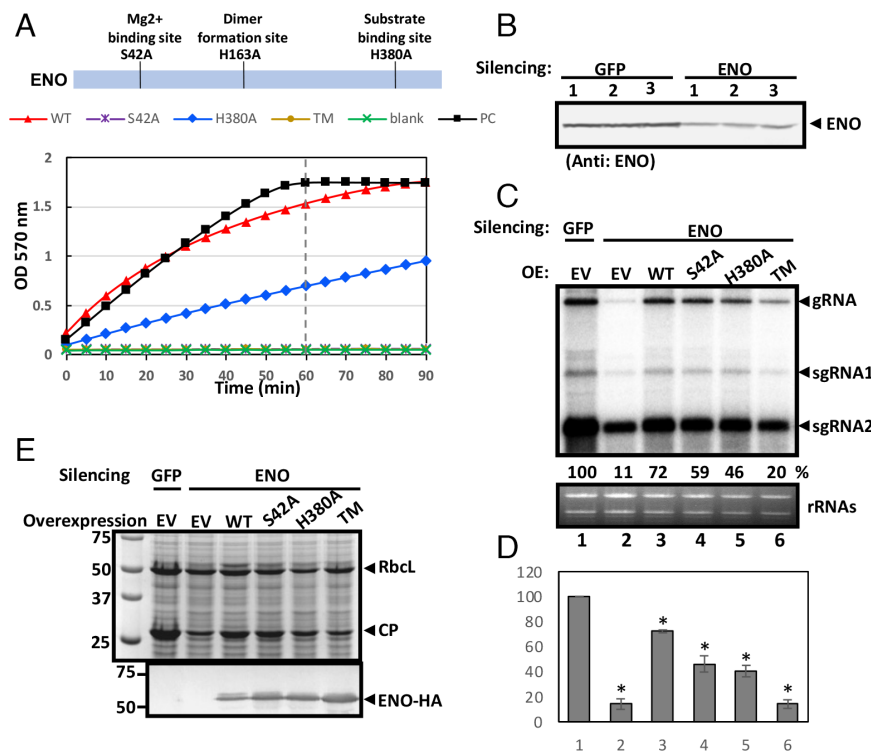 A
Mg2+ binding site S42A
Dimer formation site H163A
Substrate binding site H380A
ENO
WT S42A H380A TM blank PC
OD 570 nm
2
1.5
1
0.5
0
0 10 20 30 40 50 60 70 80 90
Time (min)
B
Silencing: GFP ENO
1 2 3 1 2 3
ENO
(Anti: ENO)
C
Silencing: GFP ENO
OE: EV EV WT S42A H380A TM
gRNA
sgRNA1
sgRNA2
100 11 72 59 46 20 %
rRNAs
1 2 3 4 5 6
D
120
100
80
60
40
20
0
* * * * *
1 2 3 4 5 6
E
Silencing GFP ENO
Overexpression EV EV WT S42A H380A TM
75
50
37
25
RbcL
CP
75
50
ENO-HA